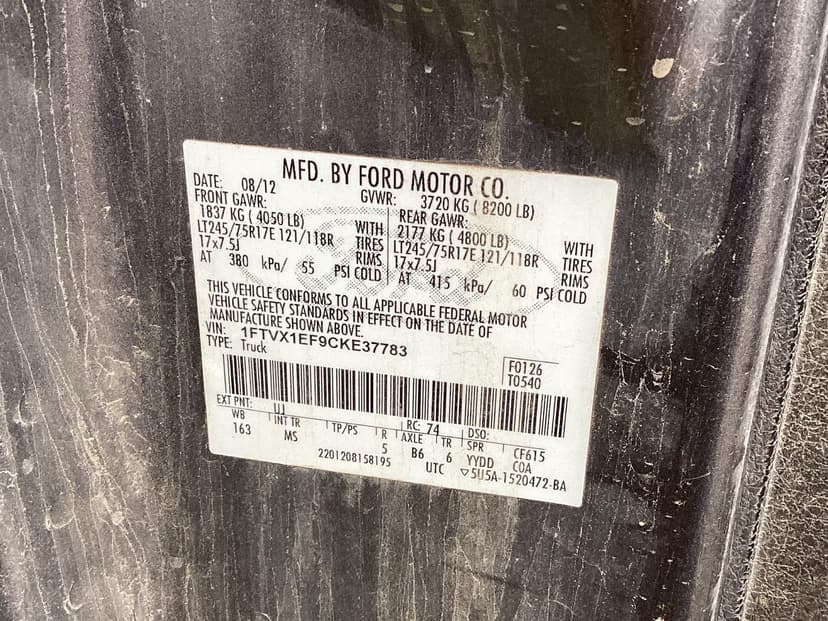 MFD. BY FORD MOTOR CO.
DATE: 08/12 GVWR: 3720 KG ( 8200 LB)
FRONT GAWR: REAR GAWR:
1837 KG ( 4050 LB) WITH 2177 KG ( 4800 LB) WITH
LT245/75R17E 121/118R TIRES LT245/75R17E 121/118R TIRES
17x7.5J RIMS 17x7.5J RIMS
AT 380 kPa/ 55 PSI COLD AT 415 kPa/ 60 PSI COLD
THIS VEHICLE CONFORMS TO ALL APPLICABLE FEDERAL MOTOR
VEHICLE SAFETY STANDARDS IN EFFECT ON THE DATE OF
MANUFACTURE SHOWN ABOVE.
VIN: 1FTVX1EF9CKE37783
TYPE: Truck
F0126
T0540
EXT PNT: UJ RC: 74 DSO:
WB INT TR TP/PS R AXLE TR SPR CF615
163 MS 5 B6 6 YYDD COA
2201208158195 UTC ▽5U5A-1520472-BA